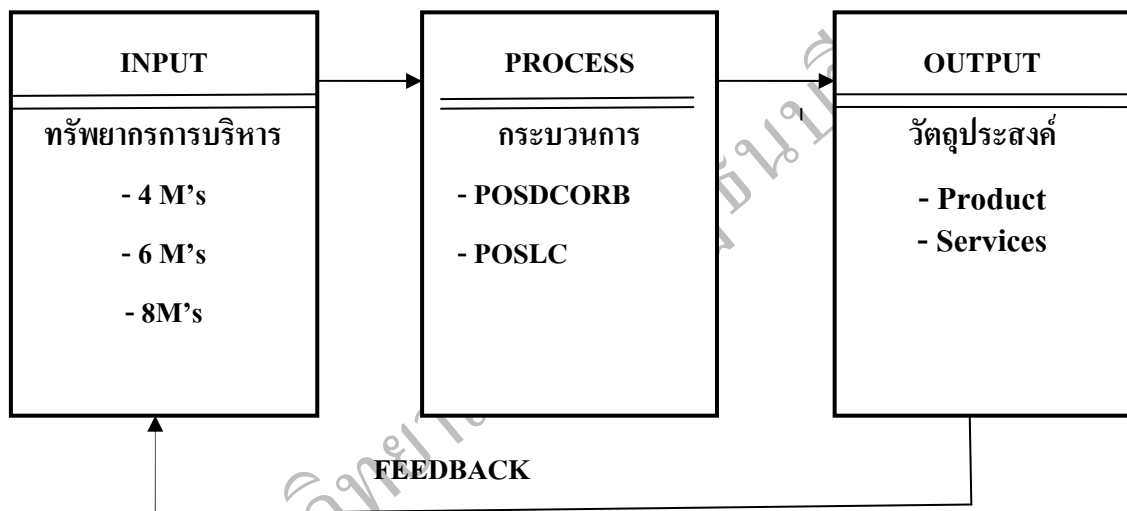 INPUT
ทรัพยากรการบริหาร
- 4 M’s
- 6 M’s
- 8M’s
PROCESS
กระบวนการ
- POSDCORB
- POSLC
OUTPUT
วัตถุประสงค์
- Product
- Services
FEEDBACK